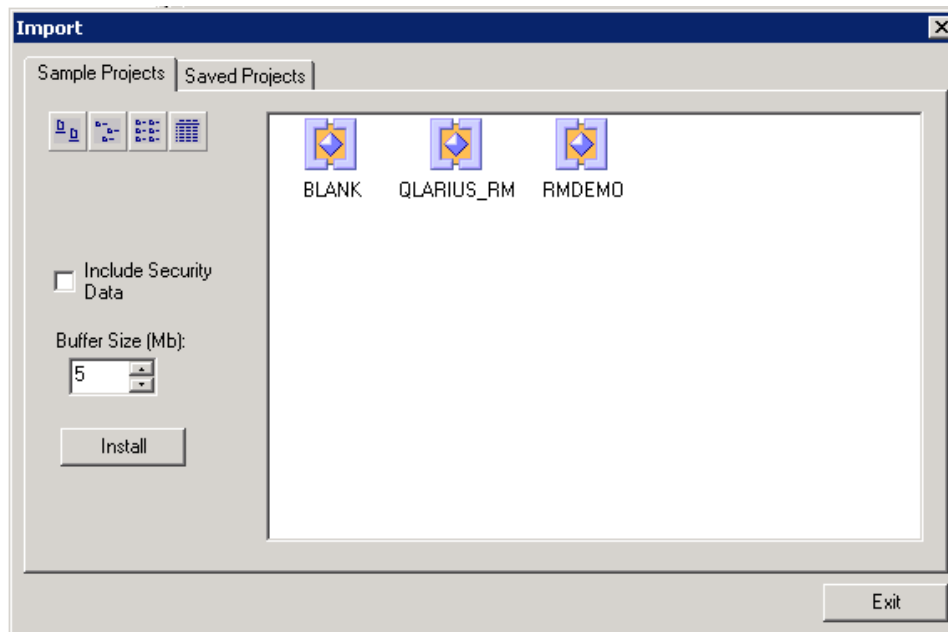 Import
Sample Projects
Saved Projects
BLANK
QLARIUS_RM
RMDEMO
Include Security
Data
Buffer Size (Mb):
5
Install
Exit